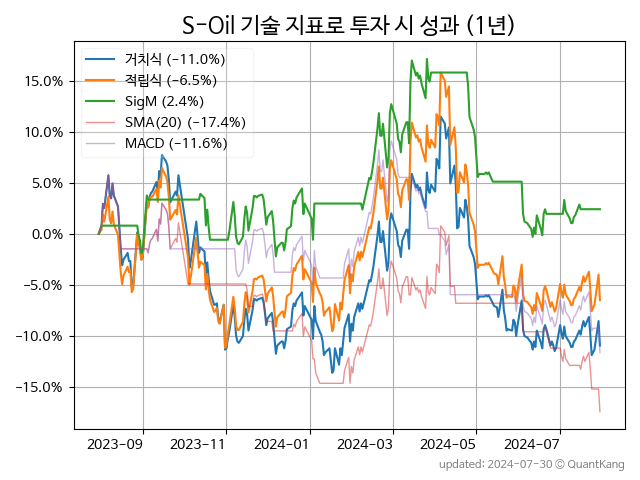 S-Oil 기술 지표로 투자 시 성과 (1년)
거치식 (−11.0%)
적립식 (−6.5%)
SigM (2.4%)
SMA(20) (−17.4%)
MACD (−11.6%)
15.0%
10.0%
5.0%
0.0%
−5.0%
−10.0%
−15.0%
2023-09 2023-11 2024-01 2024-03 2024-05 2024-07
updated: 2024-07-30 © QuantKang